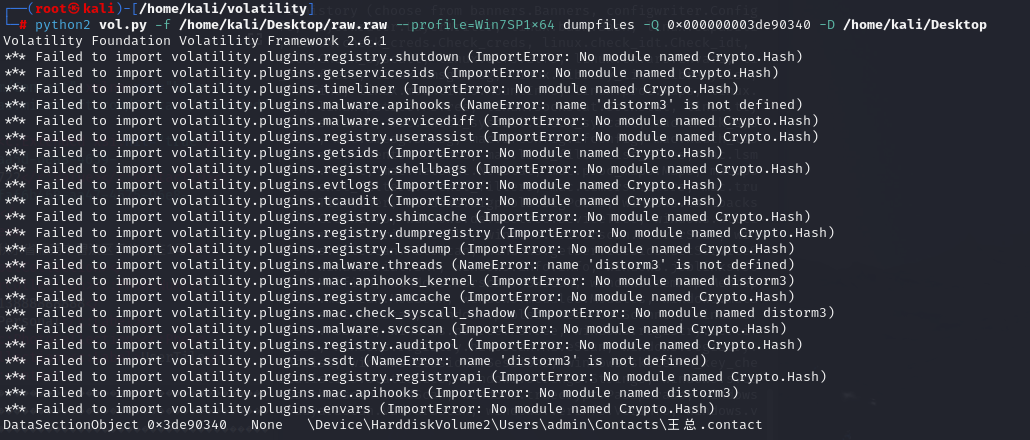 ┌──(root㉿kali)-[/home/kali/volatility]
└─# python2 vol.py -f /home/kali/Desktop/raw.raw --profile=Win7SP1×64 dumpfiles -Q 0×000000003de90340 -D /home/kali/Desktop
Volatility Foundation Volatility Framework 2.6.1
*** Failed to import volatility.plugins.registry.shutdown (ImportError: No module named Crypto.Hash)
*** Failed to import volatility.plugins.getservicesids (ImportError: No module named Crypto.Hash)
*** Failed to import volatility.plugins.timeliner (ImportError: No module named Crypto.Hash)
*** Failed to import volatility.plugins.malware.apihooks (NameError: name 'distorm3' is not defined)
*** Failed to import volatility.plugins.malware.servicediff (ImportError: No module named Crypto.Hash)
*** Failed to import volatility.plugins.registry.userassist (ImportError: No module named Crypto.Hash)
*** Failed to import volatility.plugins.getsids (ImportError: No module named Crypto.Hash)
*** Failed to import volatility.plugins.registry.shellbags (ImportError: No module named Crypto.Hash)
*** Failed to import volatility.plugins.evtlogs (ImportError: No module named Crypto.Hash)
*** Failed to import volatility.plugins.tcaudit (ImportError: No module named Crypto.Hash)
*** Failed to import volatility.plugins.registry.shimcache (ImportError: No module named Crypto.Hash)
*** Failed to import volatility.plugins.registry.dumpregistry (ImportError: No module named Crypto.Hash)
*** Failed to import volatility.plugins.registry.lsadump (ImportError: No module named Crypto.Hash)
*** Failed to import volatility.plugins.malware.threads (NameError: name 'distorm3' is not defined)
*** Failed to import volatility.plugins.mac.apihooks_kernel (ImportError: No module named distorm3)
*** Failed to import volatility.plugins.registry.amcache (ImportError: No module named Crypto.Hash)
*** Failed to import volatility.plugins.mac.check_syscall_shadow (ImportError: No module named distorm3)
*** Failed to import volatility.plugins.malware.svcscan (ImportError: No module named Crypto.Hash)
*** Failed to import volatility.plugins.registry.auditpol (ImportError: No module named Crypto.Hash)
*** Failed to import volatility.plugins.ssdt (NameError: name 'distorm3' is not defined)
*** Failed to import volatility.plugins.registry.registryapi (ImportError: No module named Crypto.Hash)
*** Failed to import volatility.plugins.mac.apihooks (ImportError: No module named distorm3)
*** Failed to import volatility.plugins.envars (ImportError: No module named Crypto.Hash)
DataSectionObject 0×3de90340   None   \Device\HarddiskVolume2\Users\admin\Contacts\王总.contact